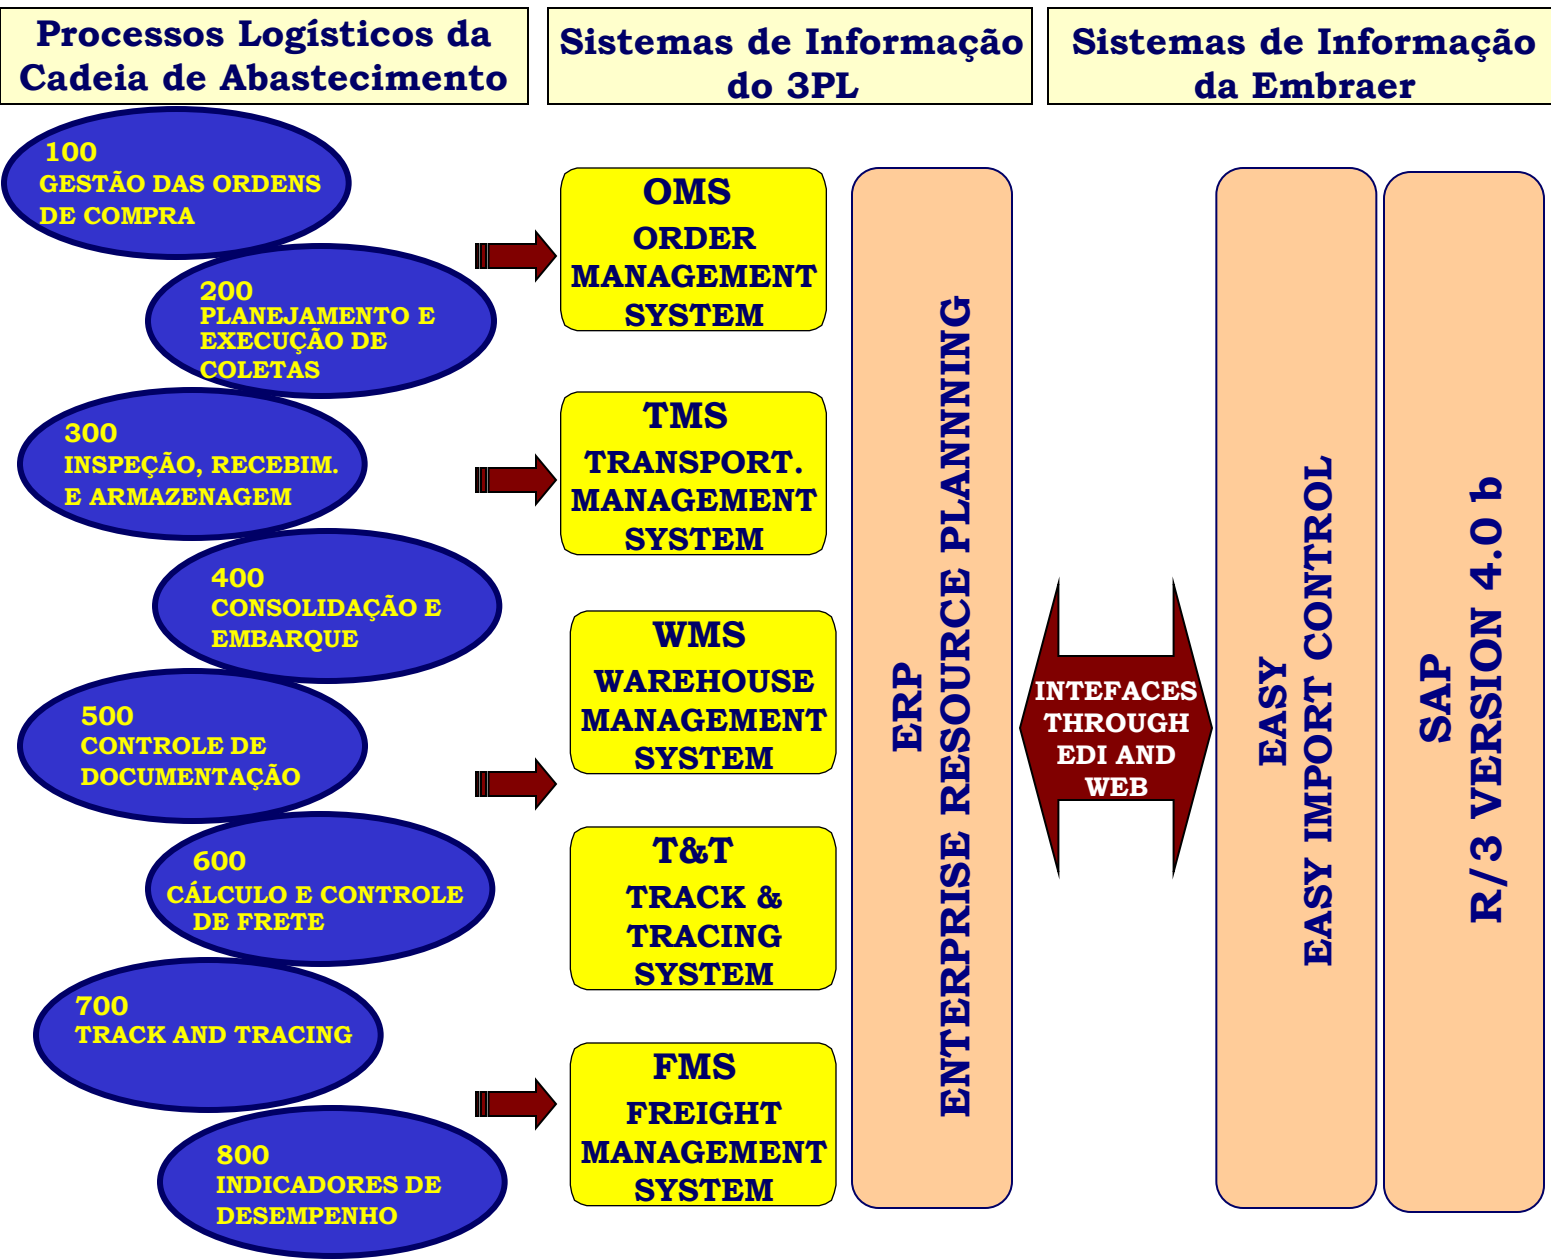 Processos Logísticos da
Cadeia de Abastecimento
Sistemas de Informação
do 3PL
Sistemas de Informação
da Embraer
100
GESTÃO DAS ORDENS
DE COMPRA
200
PLANEJAMENTO E
EXECUÇÃO DE
COLETAS
300
INSPEÇÃO, RECEBIM.
E ARMAZENAGEM
400
CONSOLIDAÇÃO E
EMBARQUE
500
CONTROLE DE
DOCUMENTAÇÃO
600
CÁLCULO E CONTROLE
DE FRETE
700
TRACK AND TRACING
800
INDICADORES DE
DESEMPENHO
OMS
ORDER
MANAGEMENT
SYSTEM
TMS
TRANSPORT.
MANAGEMENT
SYSTEM
WMS
WAREHOUSE
MANAGEMENT
SYSTEM
T&T
TRACK &
TRACING
SYSTEM
FMS
FREIGHT
MANAGEMENT
SYSTEM
ERP
ENTERPRISE RESOURCE PLANNING
INTEFACES
THROUGH
EDI AND
WEB
EASY
EASY IMPORT CONTROL
SAP
R/3 VERSION 4.0 b